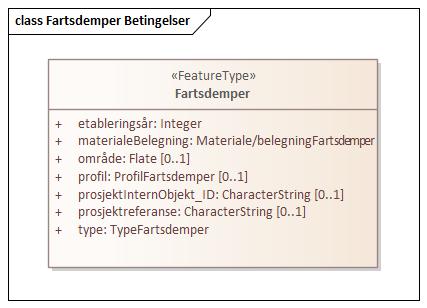 class Fartsdemper Betingelser
«FeatureType»
Fartsdemper
+ etableringsår: Integer
+ materialeBelegning: Materiale/belegningFartsdemper
+ område: Flate [0..1]
+ profil: ProfilFartsdemper [0..1]
+ prosjektInternObjekt_ID: CharacterString [0..1]
+ prosjektreferanse: CharacterString [0..1]
+ type: TypeFartsdemper